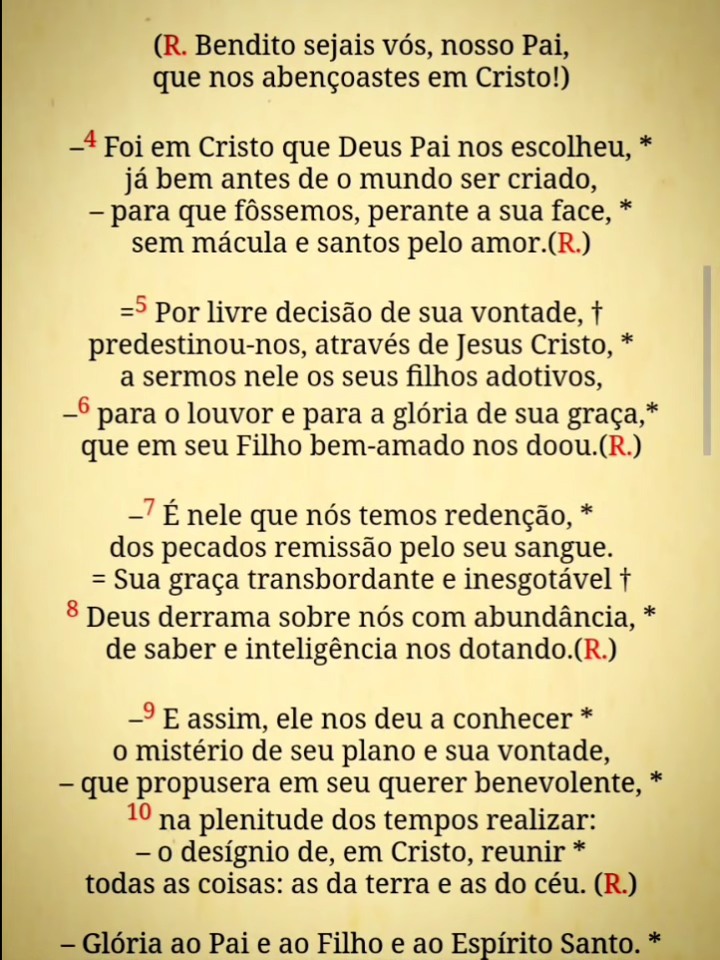 (R. Bendito sejais vós, nosso Pai,
que nos abençoastes em Cristo!)
–4 Foi em Cristo que Deus Pai nos escolheu, *
já bem antes de o mundo ser criado,
– para que fôssemos, perante a sua face, *
sem mácula e santos pelo amor.(R.)
=5 Por livre decisão de sua vontade, †
predestinou-nos, através de Jesus Cristo, *
a sermos nele os seus filhos adotivos,
–6 para o louvor e para a glória de sua graça,*
que em seu Filho bem-amado nos doou.(R.)
–7 É nele que nós temos redenção, *
dos pecados remissão pelo seu sangue.
= Sua graça transbordante e inesgotável †
8 Deus derrama sobre nós com abundância, *
de saber e inteligência nos dotando.(R.)
–9 E assim, ele nos deu a conhecer *
o mistério de seu plano e sua vontade,
– que propusera em seu querer benevolente, *
10 na plenitude dos tempos realizar:
– o desígnio de, em Cristo, reunir *
todas as coisas: as da terra e as do céu. (R.)
– Glória ao Pai e ao Filho e ao Espírito Santo. *